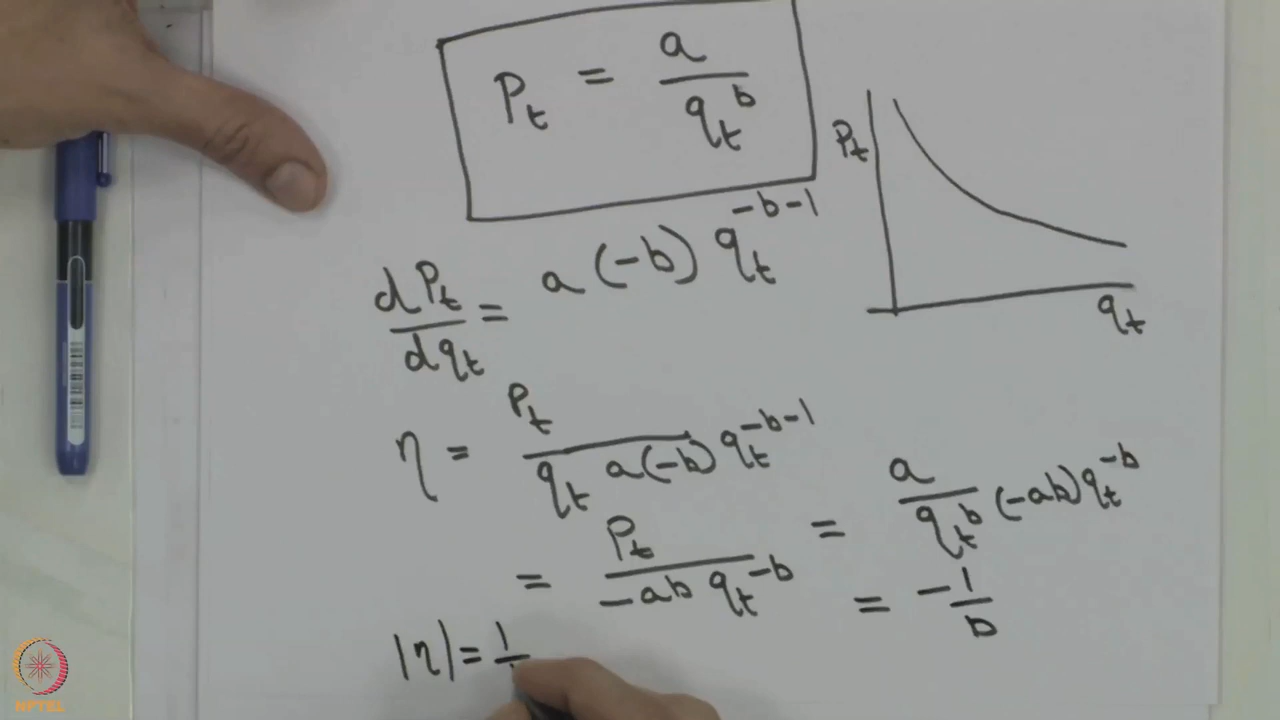 P_t = a / q_t^b
P_t
q_t
dP_t / dq_t = a (-b) q_t^{-b-1}
η = P_t / q_t a(-b) q_t^{-b-1}
= P_t / -ab q_t^{-b} = a / q_t^b (-ab) q_t^{-b}
= -1/b
|η| = 1
NPTEL